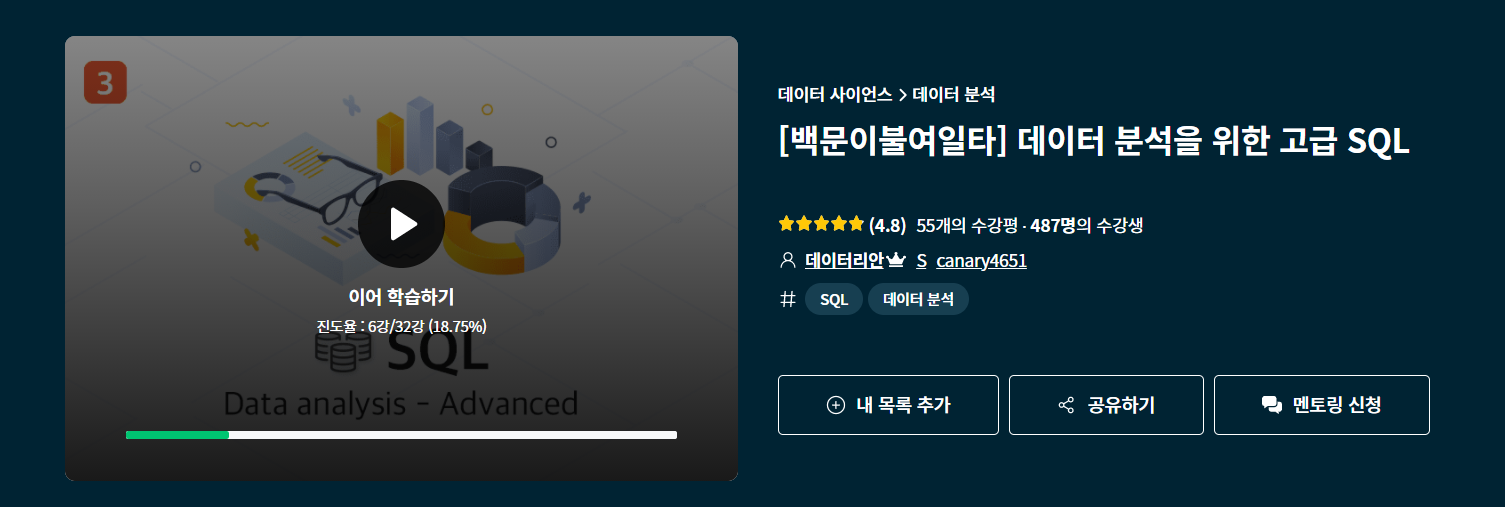 3
이어 학습하기
진도율 : 6강/32강 (18.75%)
SQL
Data analysis - Advanced
데이터 사이언스 > 데이터 분석
[백문이불여일타] 데이터 분석을 위한 고급 SQL
(4.8) 55개의 수강평 · 487명의 수강생
데이터리안 S canary4651
# SQL 데이터 분석
내 목록 추가 공유하기 멘토링 신청